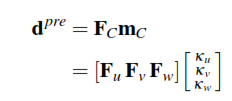 d^{pre} = F_C m_C
= [F_u F_v F_w] [κ_u κ_v κ_w]